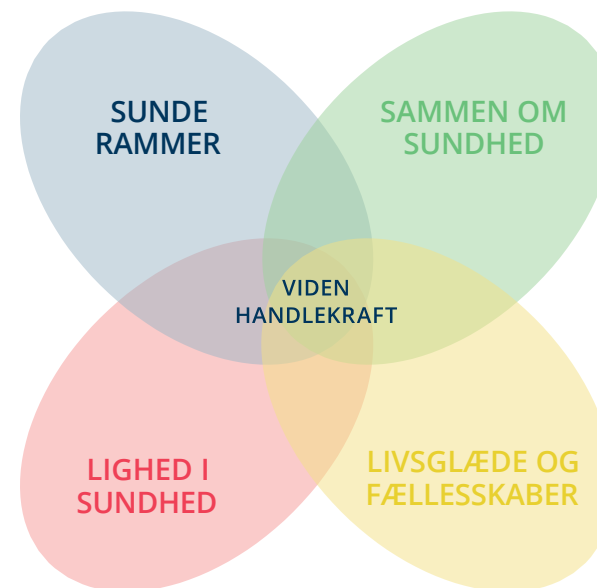 SUNDE
RAMMER
SAMMEN OM
SUNDHED
VIDEN
HANDLEKRAFT
LIGHED I
SUNDHED
LIVSGLÆDE OG
FÆLLESSKABER